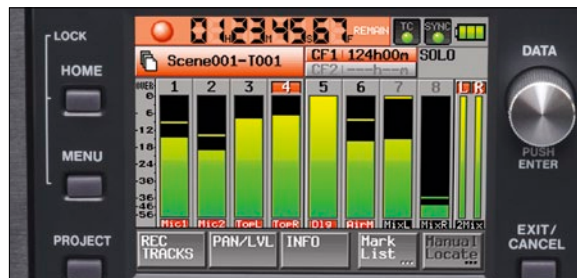 LOCK
HOME
MENU
PROJECT
01H23M45S67F REMAIN TC SYNC
Scene001-T001 CF1 124h00m SOLO
CF2 ---h--m
1 2 3 4 5 6 7 8 L R
OVER
0
-6
-12
-18
-24
-30
-36
-46
-56
Mic1 Mic2 TopL TopR Dlg AirM MixL MixR 2Mix
REC TRACKS PAN/LVL INFO Mark List ... Manual Locate ...
DATA
PUSH
ENTER
EXIT/
CANCEL